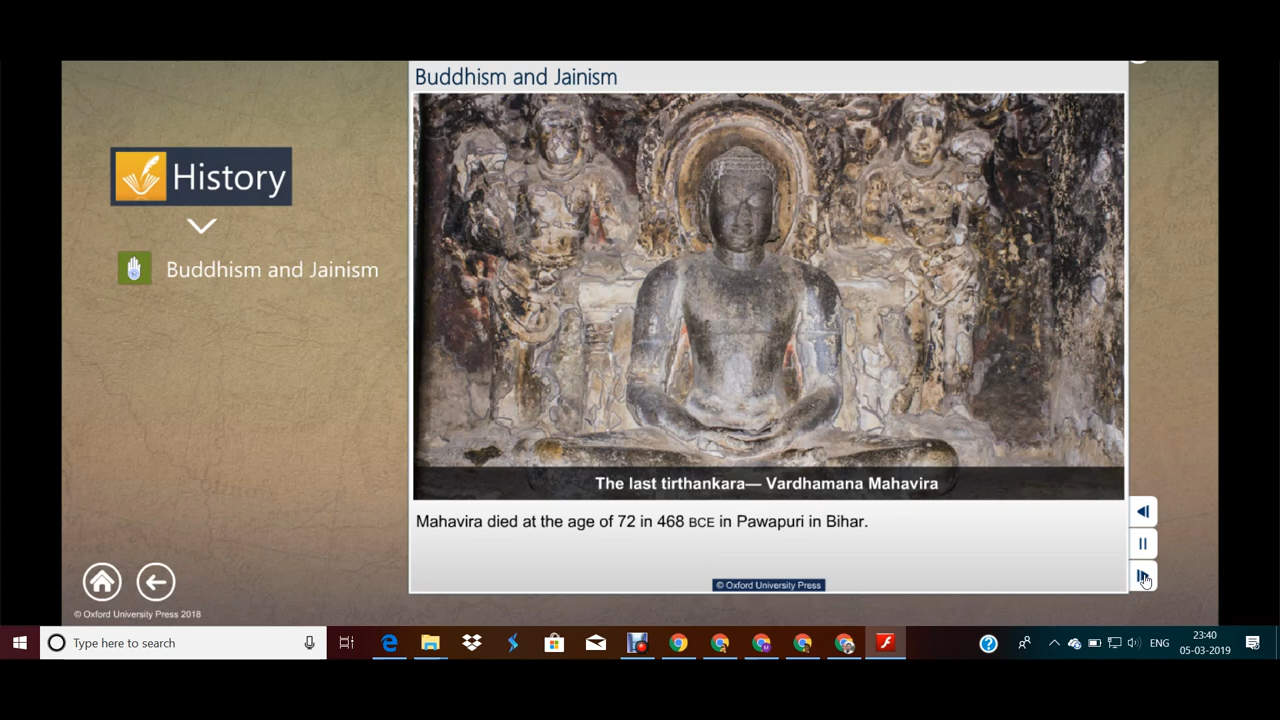 Buddhism and Jainism
History
Buddhism and Jainism
The last tirthankara— Vardhamana Mahavira
Mahavira died at the age of 72 in 468 BCE in Pawapuri in Bihar.
© Oxford University Press
© Oxford University Press 2018
Type here to search
ENG
23:40
05-03-2019